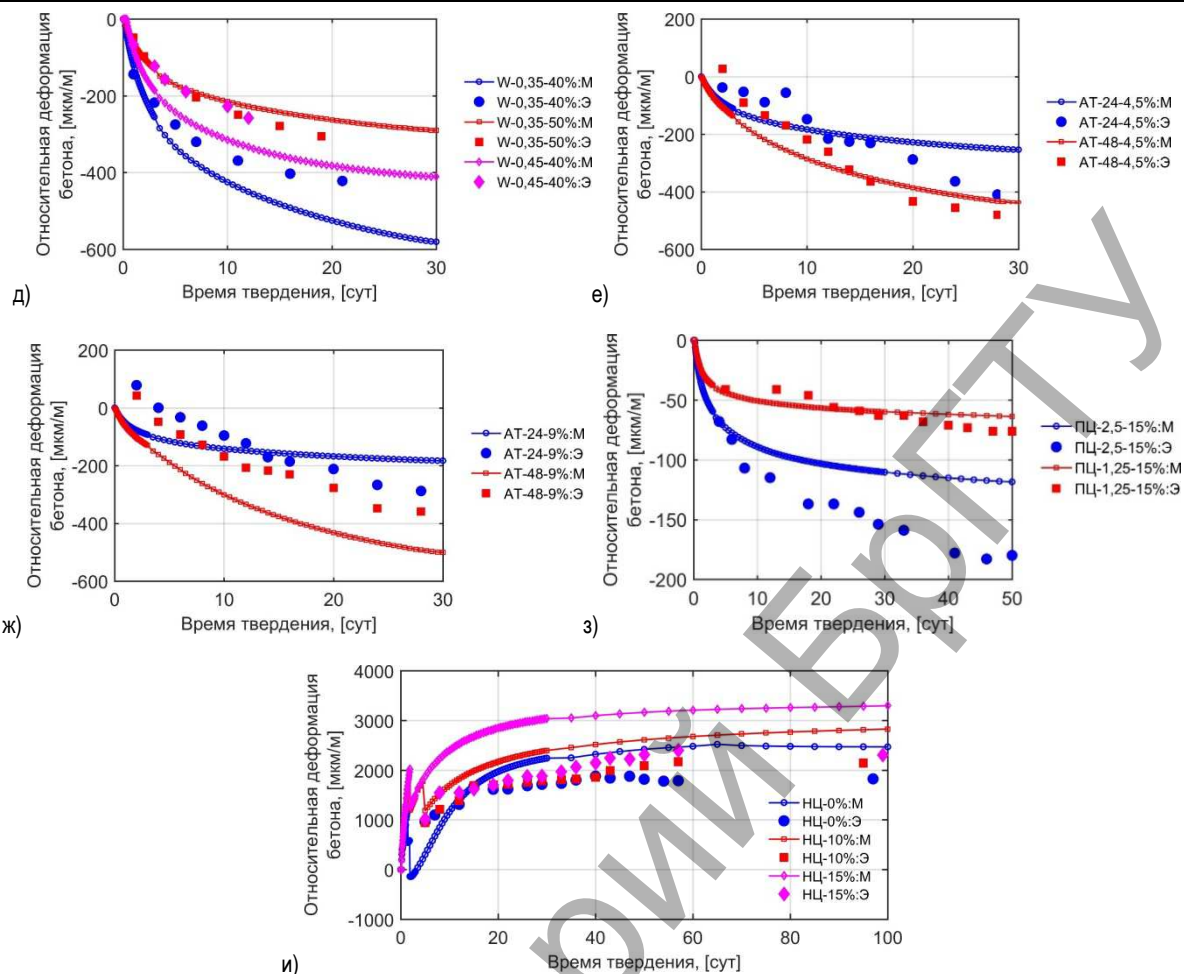 0
-200
-400
-600
0
10
20
30
Относительная деформация
бетона, [мкм/м]
Время твердения, [сут]
W-0,35-40%:М
W-0,35-40%:Э
W-0,35-50%:М
W-0,35-50%:Э
W-0,45-40%:М
W-0,45-40%:Э
д)
200
0
-200
-400
-600
0
10
20
30
Относительная деформация
бетона, [мкм/м]
Время твердения, [сут]
АТ-24-4,5%:М
АТ-24-4,5%:Э
АТ-48-4,5%:М
АТ-48-4,5%:Э
е)
200
0
-200
-400
-600
0
10
20
30
Относительная деформация
бетона, [мкм/м]
Время твердения, [сут]
АТ-24-9%:М
АТ-24-9%:Э
АТ-48-9%:М
АТ-48-9%:Э
ж)
0
-50
-100
-150
-200
0
10
20
30
40
50
Относительная деформация
бетона, [мкм/м]
Время твердения, [сут]
ПЦ-2,5-15%:М
ПЦ-2,5-15%:Э
ПЦ-1,25-15%:М
ПЦ-1,25-15%:Э
з)
4000
3000
2000
1000
0
-1000
0
20
40
60
80
100
Относительная деформация
бетона, [мкм/м]
Время твердения, [сут]
НЦ-0%:М
НЦ-0%:Э
НЦ-10%:М
НЦ-10%:Э
НЦ-15%:М
НЦ-15%:Э
и)
рий БрГТУ